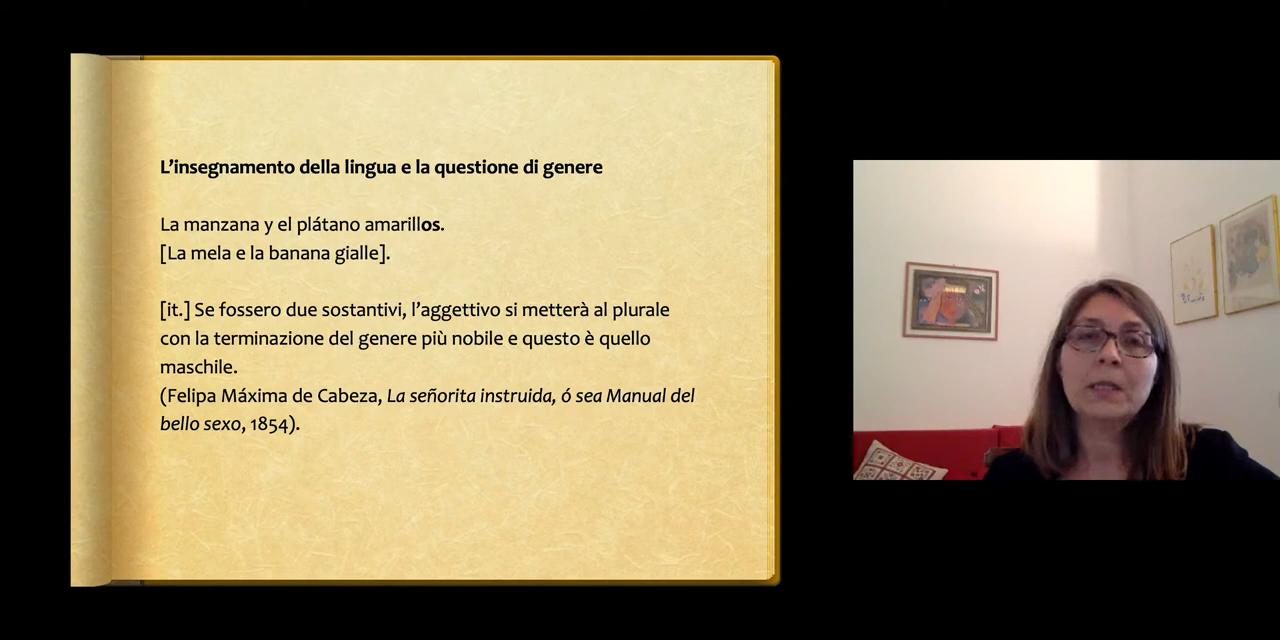 L’insegnamento della lingua e la questione di genere
La manzana y el plátano amarillos.
[La mela e la banana gialle].
[it.] Se fossero due sostantivi, l’aggettivo si metterà al plurale
con la terminazione del genere più nobile e questo è quello
maschile.
(Felipa Máxima de Cabeza, La señorita instruida, ó sea Manual del
bello sexo, 1854).